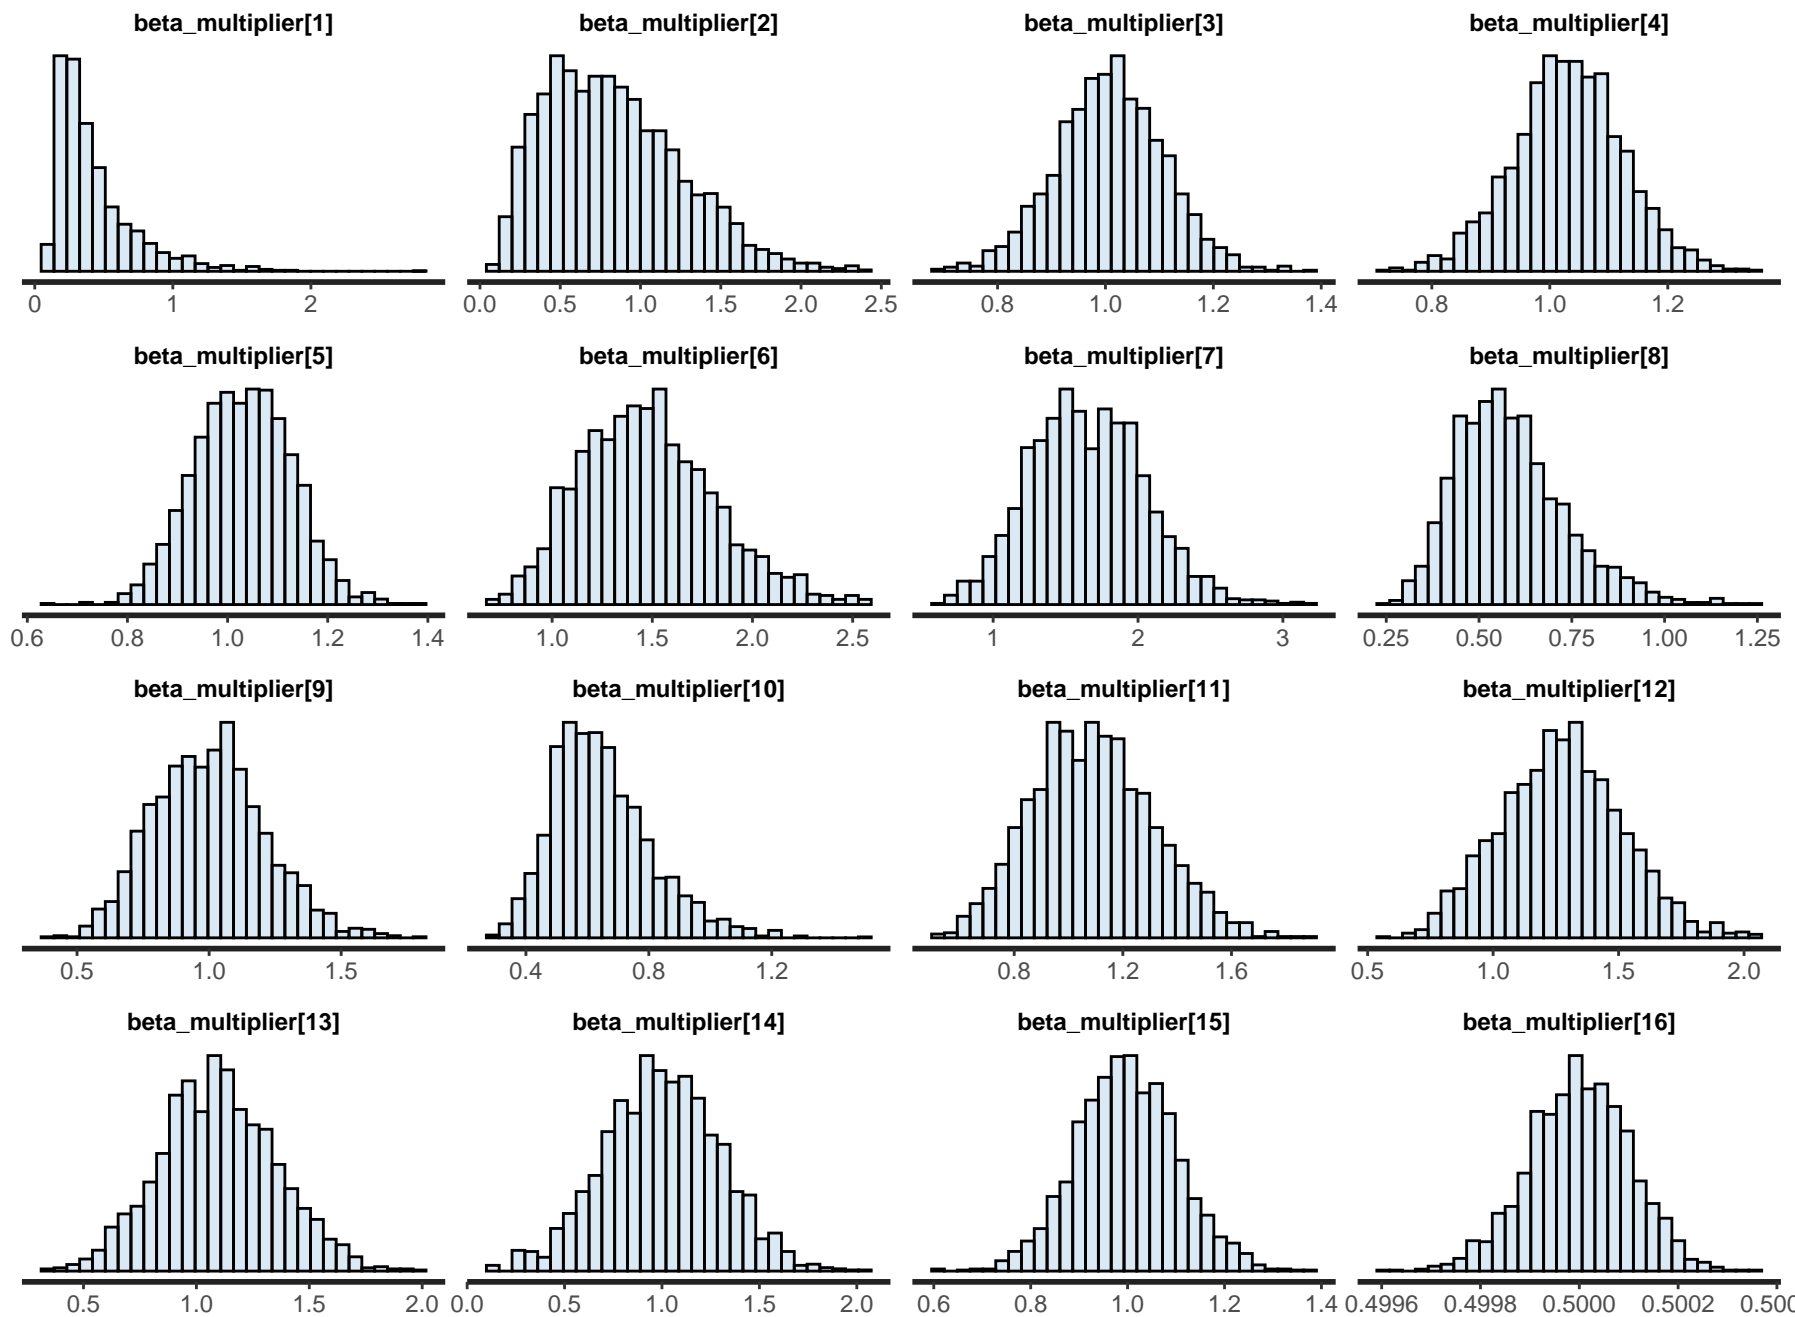 beta_multiplier[1] beta_multiplier[2] beta_multiplier[3] beta_multiplier[4]
0 1 2 0.0 0.5 1.0 1.5 2.0 2.5 0.8 1.0 1.2 1.4 0.8 1.0 1.2
beta_multiplier[5] beta_multiplier[6] beta_multiplier[7] beta_multiplier[8]
0.6 0.8 1.0 1.2 1.4 1.0 1.5 2.0 2.5 1 2 3 0.25 0.50 0.75 1.00 1.25
beta_multiplier[9] beta_multiplier[10] beta_multiplier[11] beta_multiplier[12]
0.5 1.0 1.5 0.4 0.8 1.2 0.8 1.2 1.6 0.5 1.0 1.5 2.0
beta_multiplier[13] beta_multiplier[14] beta_multiplier[15] beta_multiplier[16]
0.5 1.0 1.5 2.0 0.0 0.5 1.0 1.5 2.0 0.6 0.8 1.0 1.2 1.4 0.4996 0.4998 0.5000 0.5002